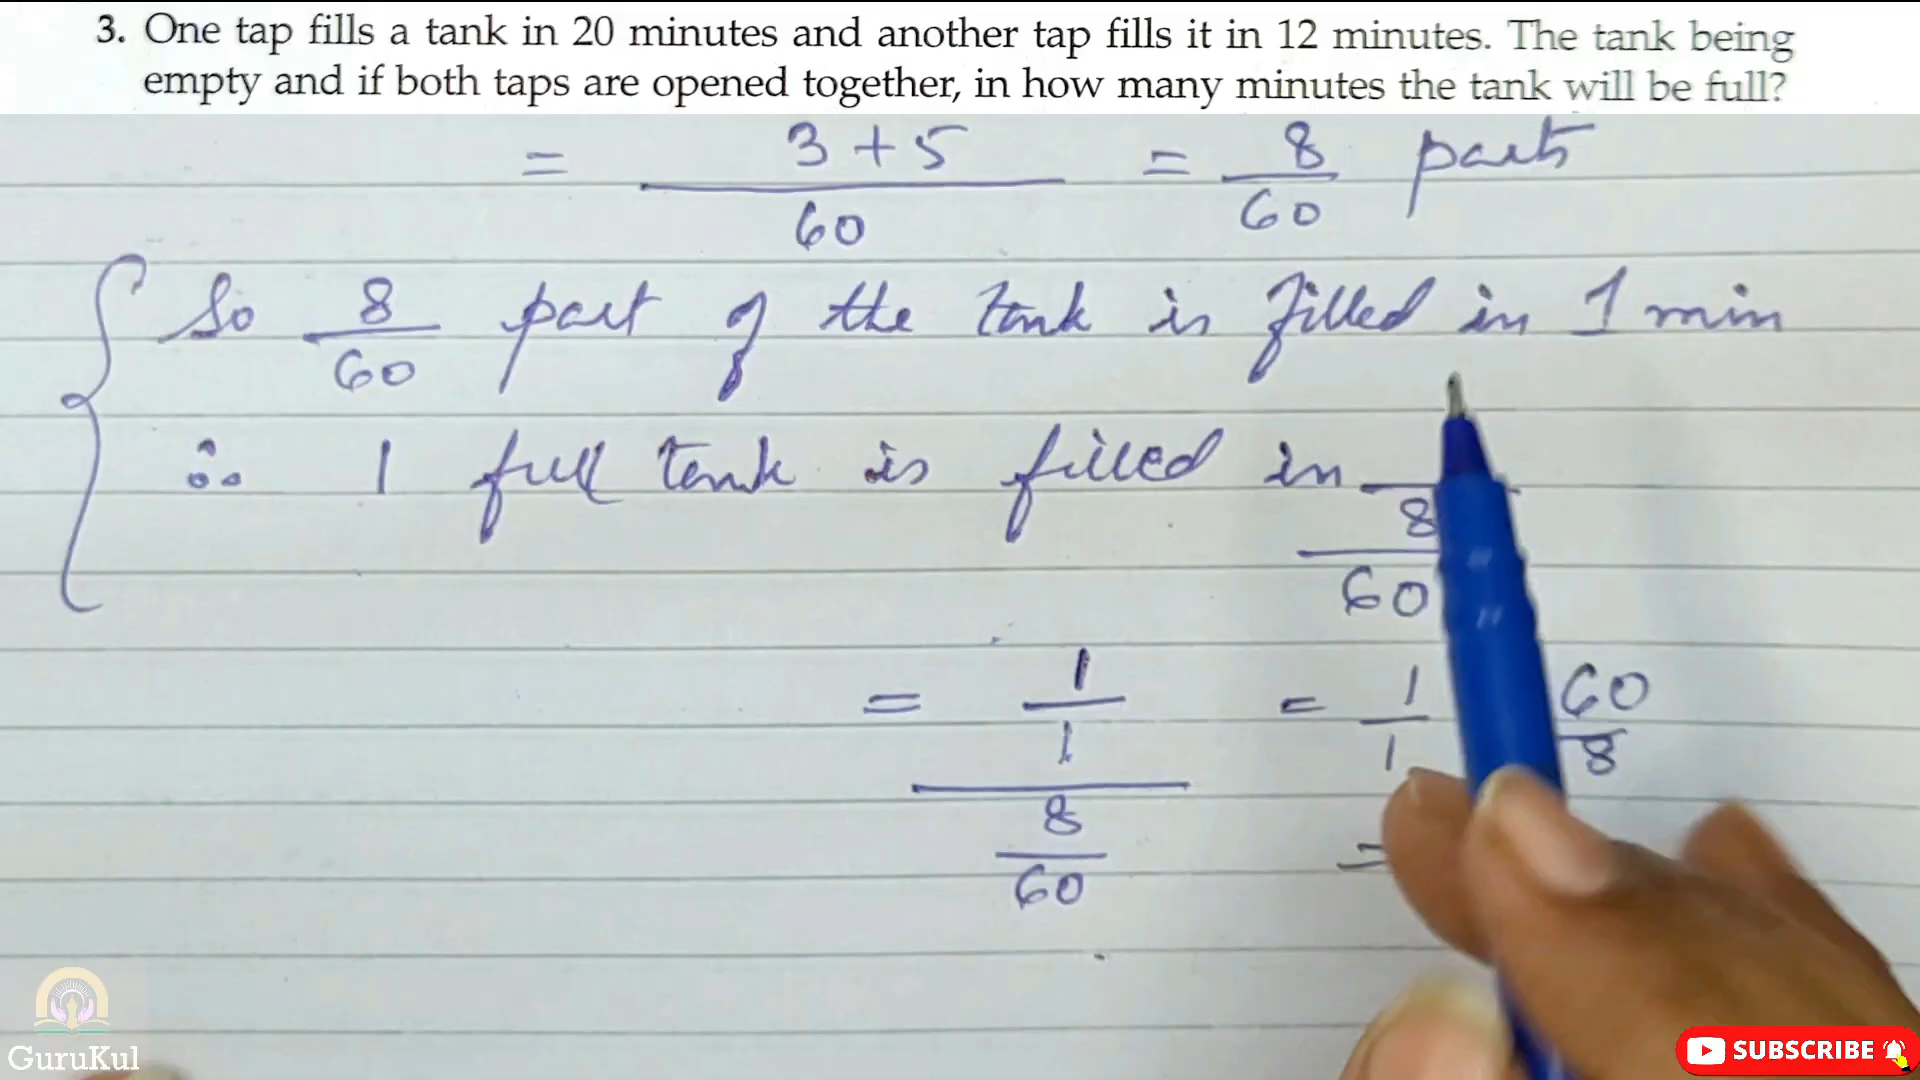 3. One tap fills a tank in 20 minutes and another tap fills it in 12 minutes. The tank being
empty and if both taps are opened together, in how many minutes the tank will be full?
= 3 + 5 / 60 = 8 / 60 parts
So 8 / 60 part of the tank is filled in 1 min
∴ 1 full tank is filled in
8 / 60
= 1 / 1 / 8 / 60 = 1 / 1 60 / 8
=
GuruKul
SUBSCRIBE